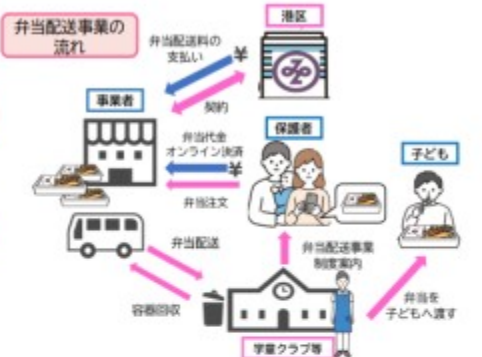 弁当配送事業の
流れ
港区
弁当配送料の
支払い
¥
契約
事業者
保護者
子ども
弁当代金
オンライン決済
¥
弁当注文
弁当配送
弁当配送事業
制度案内
容器回収
弁当を
子どもへ渡す
学童クラブ等